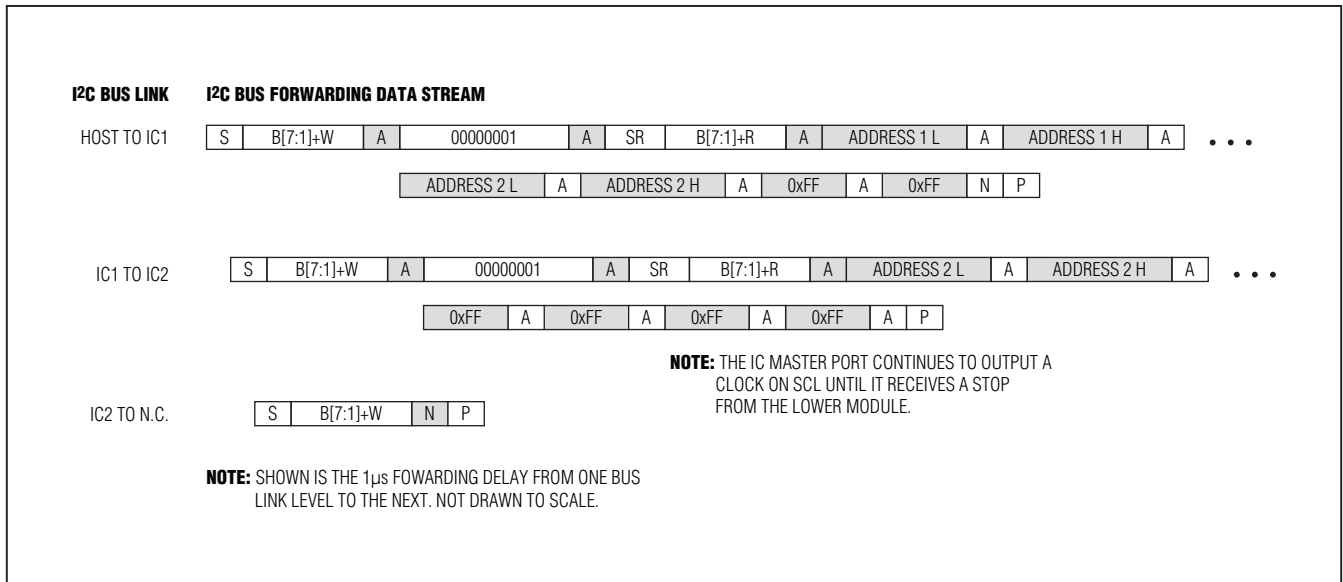 I2C BUS LINK I2C BUS FORWARDING DATA STREAM
HOST TO IC1 S B[7:1]+W A 00000001 A SR B[7:1]+R A ADDRESS 1 L A ADDRESS 1 H A • • •
ADDRESS 2 L A ADDRESS 2 H A 0xFF A 0xFF N P
IC1 TO IC2 S B[7:1]+W A 00000001 A SR B[7:1]+R A ADDRESS 2 L A ADDRESS 2 H A • • •
0xFF A 0xFF A 0xFF A 0xFF A P
NOTE: THE IC MASTER PORT CONTINUES TO OUTPUT A
CLOCK ON SCL UNTIL IT RECEIVES A STOP
FROM THE LOWER MODULE.
IC2 TO N.C. S B[7:1]+W N P
NOTE: SHOWN IS THE 1µs FOWARDING DELAY FROM ONE BUS
LINK LEVEL TO THE NEXT. NOT DRAWN TO SCALE.